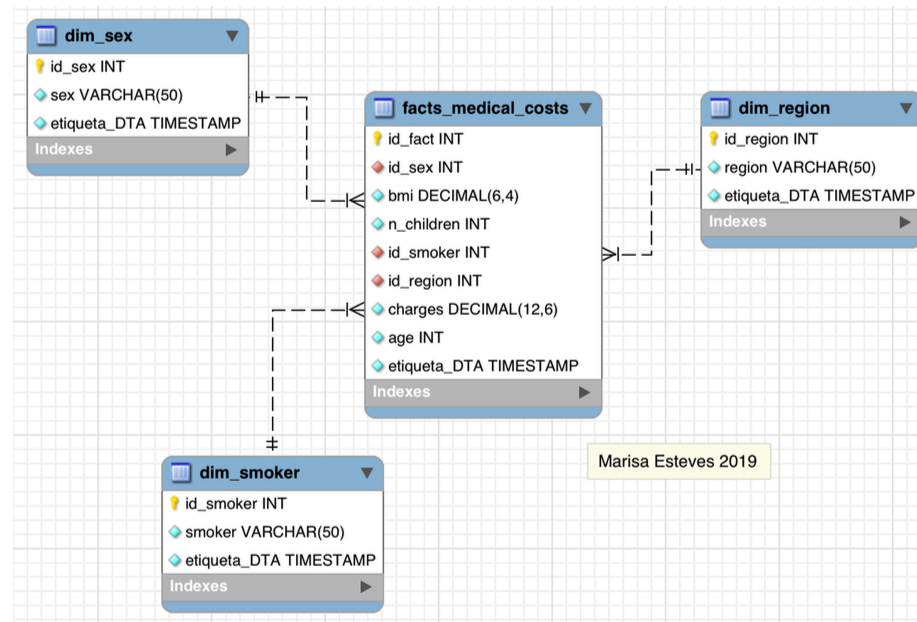 dim_sex
id_sex INT
sex VARCHAR(50)
etiqueta_DTA TIMESTAMP
Indexes
facts_medical_costs
id_fact INT
id_sex INT
bmi DECIMAL(6,4)
n_children INT
id_smoker INT
id_region INT
charges DECIMAL(12,6)
age INT
etiqueta_DTA TIMESTAMP
Indexes
dim_region
id_region INT
region VARCHAR(50)
etiqueta_DTA TIMESTAMP
Indexes
dim_smoker
id_smoker INT
smoker VARCHAR(50)
etiqueta_DTA TIMESTAMP
Indexes
Marisa Esteves 2019